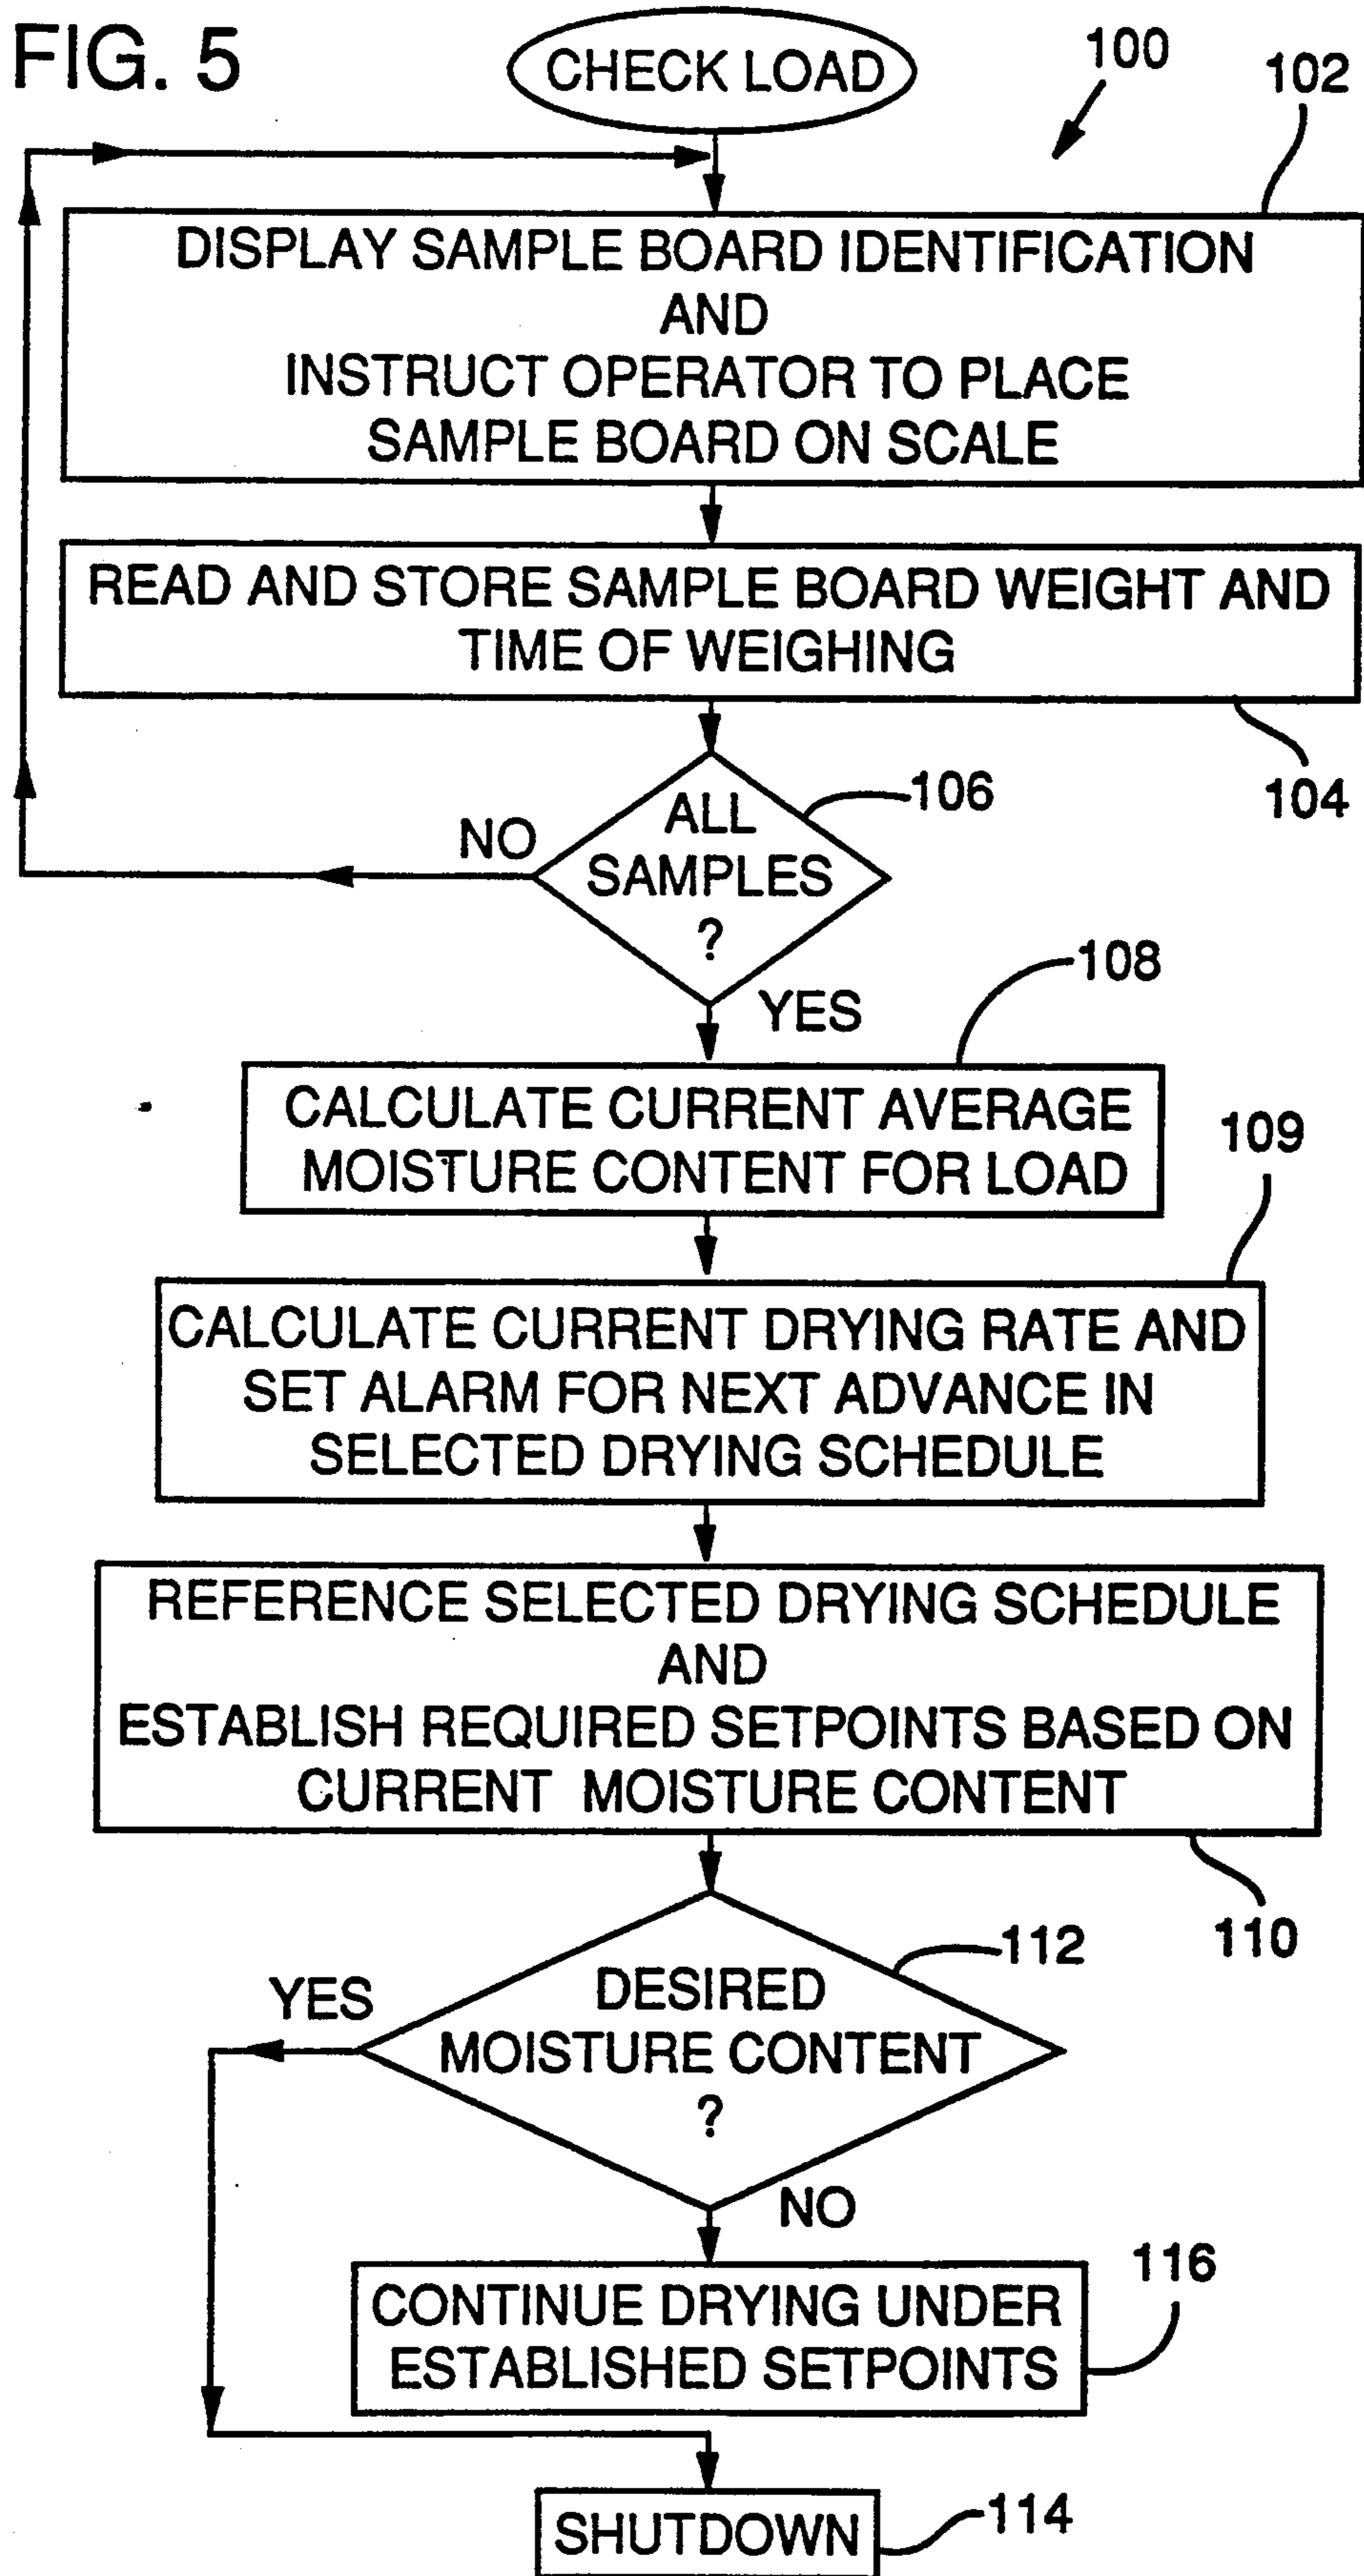 FIG. 5
CHECK LOAD
100
102
DISPLAY SAMPLE BOARD IDENTIFICATION
AND
INSTRUCT OPERATOR TO PLACE
SAMPLE BOARD ON SCALE
READ AND STORE SAMPLE BOARD WEIGHT AND
TIME OF WEIGHING
104
106
ALL
SAMPLES
?
NO
YES
108
CALCULATE CURRENT AVERAGE
MOISTURE CONTENT FOR LOAD
109
CALCULATE CURRENT DRYING RATE AND
SET ALARM FOR NEXT ADVANCE IN
SELECTED DRYING SCHEDULE
REFERENCE SELECTED DRYING SCHEDULE
AND
ESTABLISH REQUIRED SETPOINTS BASED ON
CURRENT MOISTURE CONTENT
110
112
YES
DESIRED
MOISTURE CONTENT
?
NO
116
CONTINUE DRYING UNDER
ESTABLISHED SETPOINTS
SHUTDOWN
114